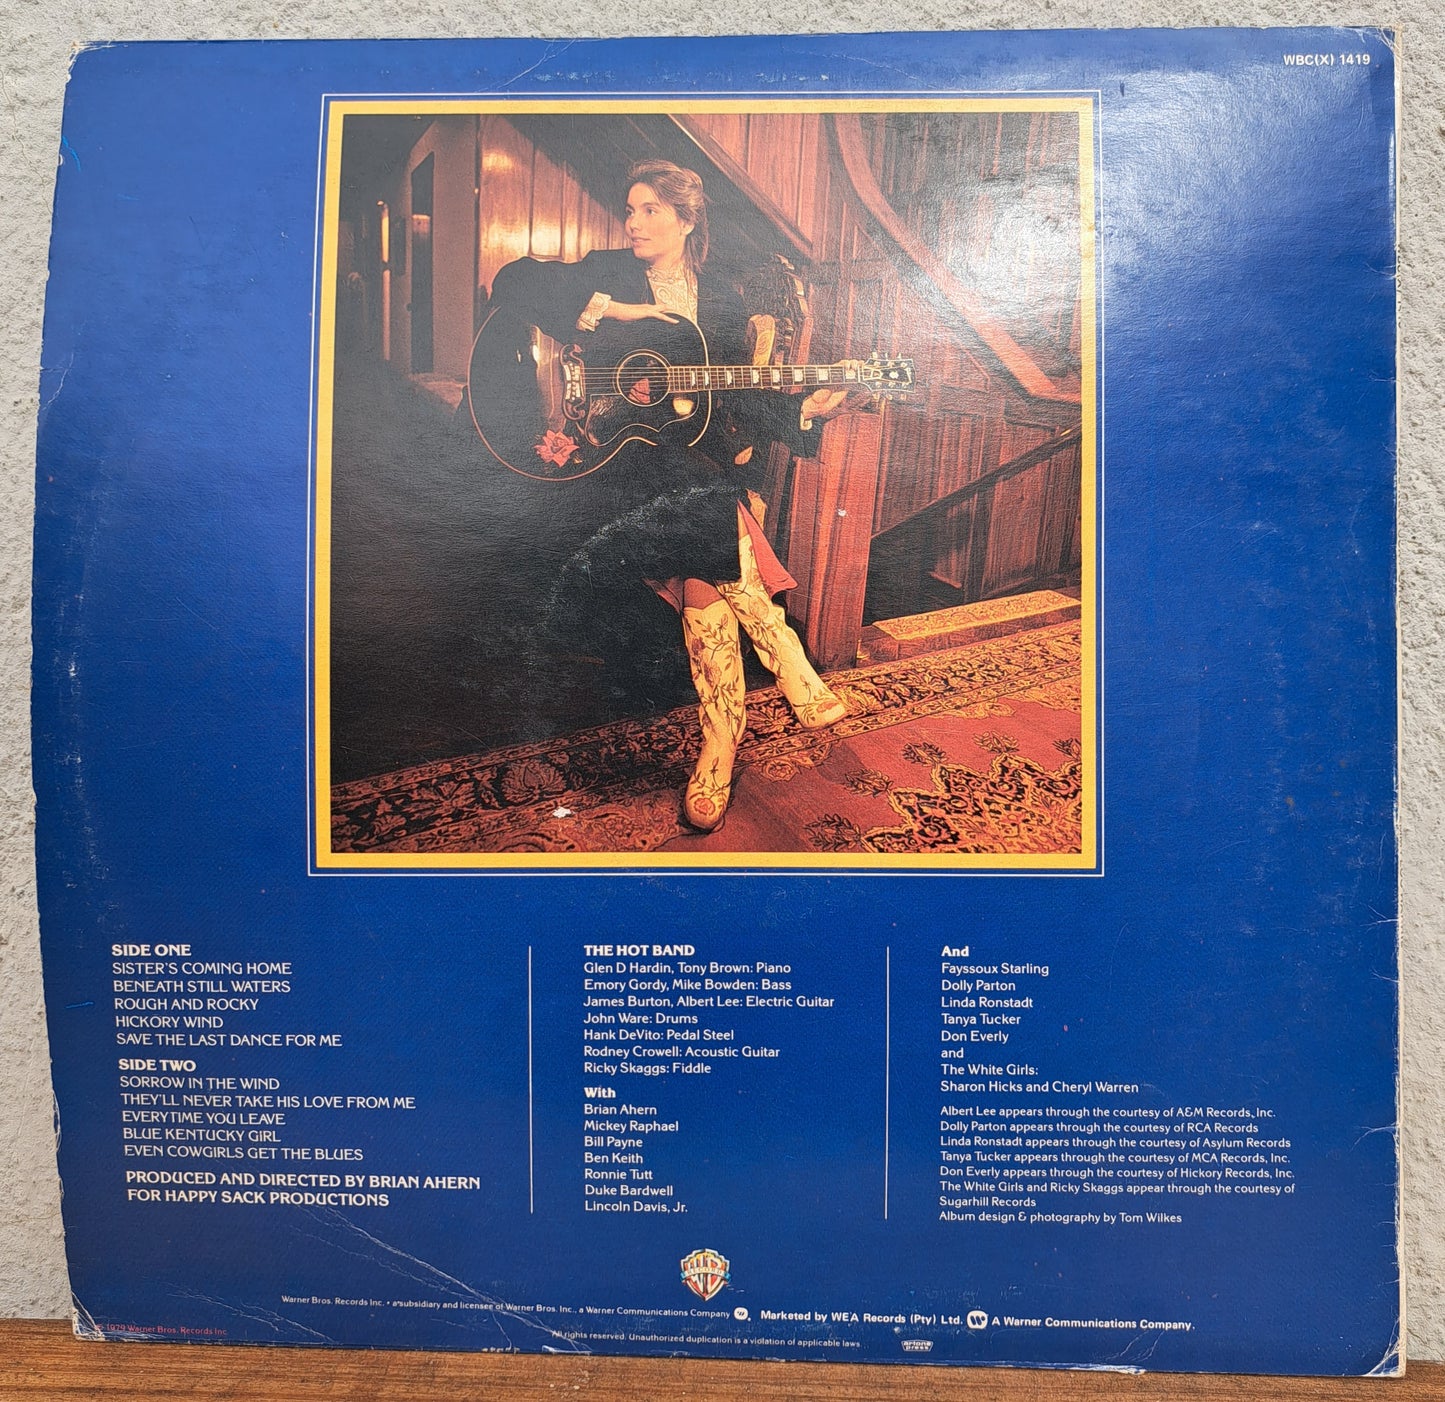 WBC(X) 1419
SIDE ONE
SISTER'S COMING HOME
BENEATH STILL WATERS
ROUGH AND ROCKY
HICKORY WIND
SAVE THE LAST DANCE FOR ME
SIDE TWO
SORROW IN THE WIND
THEY'LL NEVER TAKE HIS LOVE FROM ME
EVERYTIME YOU LEAVE
BLUE KENTUCKY GIRL
EVEN COWGIRLS GET THE BLUES
PRODUCED AND DIRECTED BY BRIAN AHERN
FOR HAPPY SACK PRODUCTIONS
THE HOT BAND
Glen D Hardin, Tony Brown: Piano
Emory Gordy, Mike Bowden: Bass
James Burton, Albert Lee: Electric Guitar
John Ware: Drums
Hank DeVito: Pedal Steel
Rodney Crowell: Acoustic Guitar
Ricky Skaggs: Fiddle
With
Brian Ahern
Mickey Raphael
Bill Payne
Ben Keith
Ronnie Tutt
Duke Bardwell
Lincoln Davis, Jr.
And
Fayssoux Starling
Dolly Parton
Linda Ronstadt
Tanya Tucker
Don Everly
and
The White Girls:
Sharon Hicks and Cheryl Warren
Albert Lee appears through the courtesy of A&M Records, Inc.
Dolly Parton appears through the courtesy of RCA Records
Linda Ronstadt appears through the courtesy of Asylum Records
Tanya Tucker appears through the courtesy of MCA Records, Inc.
Don Everly appears through the courtesy of Hickory Records, Inc.
The White Girls and Ricky Skaggs appear through the courtesy of
Sugarhill Records
Album design & photography by Tom Wilkes
Warner Bros. Records Inc. • a subsidiary and licensee of Warner Bros. Inc., a Warner Communications Company. Marketed by WEA Records (Pty) Ltd. A Warner Communications Company.
© 1979 Warner Bros. Records Inc.
All rights reserved. Unauthorized duplication is a violation of applicable laws.
artone
press